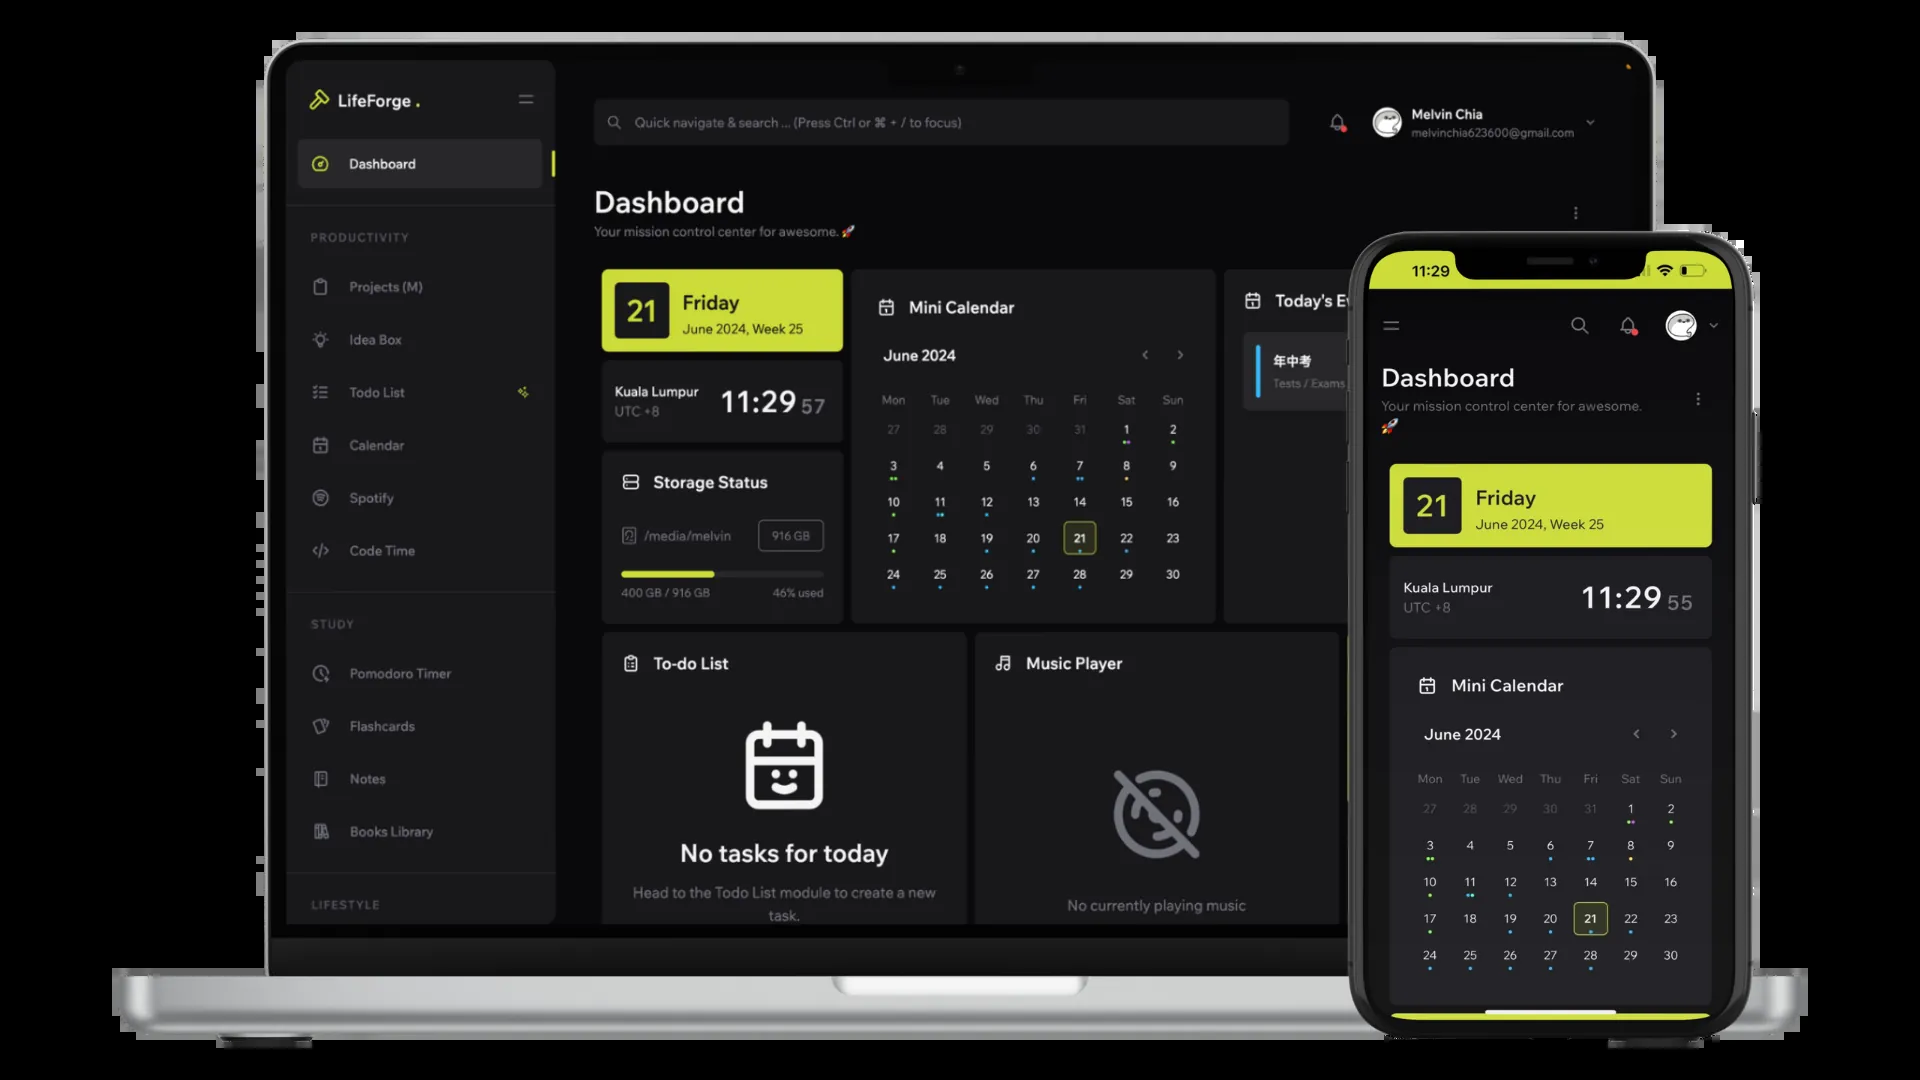 LifeForge .
Dashboard
PRODUCTIVITY
Projects (M)
Idea Box
Todo List
Calendar
Spotify
Code Time
STUDY
Pomodoro Timer
Flashcards
Notes
Books Library
LIFESTYLE
Quick navigate & search ... (Press Ctrl or ⌘ + / to focus)
Melvin Chia
melvinchia623600@gmail.com
Dashboard
Your mission control center for awesome. 🚀
21
Friday
June 2024, Week 25
Kuala Lumpur
UTC +8
11:29 57
Storage Status
/media/melvin
916 GB
400 GB / 916 GB
46% used
Mini Calendar
June 2024
Mon Tue Wed Thu Fri Sat Sun
27 28 29 30 31 1 2
3 4 5 6 7 8 9
10 11 12 13 14 15 16
17 18 19 20 21 22 23
24 25 26 27 28 29 30
Today's Ev
年中考
Tests / Exams
To-do List
No tasks for today
Head to the Todo List module to create a new
task.
Music Player
No currently playing music
11:29
Dashboard
Your mission control center for awesome.
🚀
21
Friday
June 2024, Week 25
Kuala Lumpur
UTC +8
11:29 55
Mini Calendar
June 2024
Mon Tue Wed Thu Fri Sat Sun
27 28 29 30 31 1 2
3 4 5 6 7 8 9
10 11 12 13 14 15 16
17 18 19 20 21 22 23
24 25 26 27 28 29 30